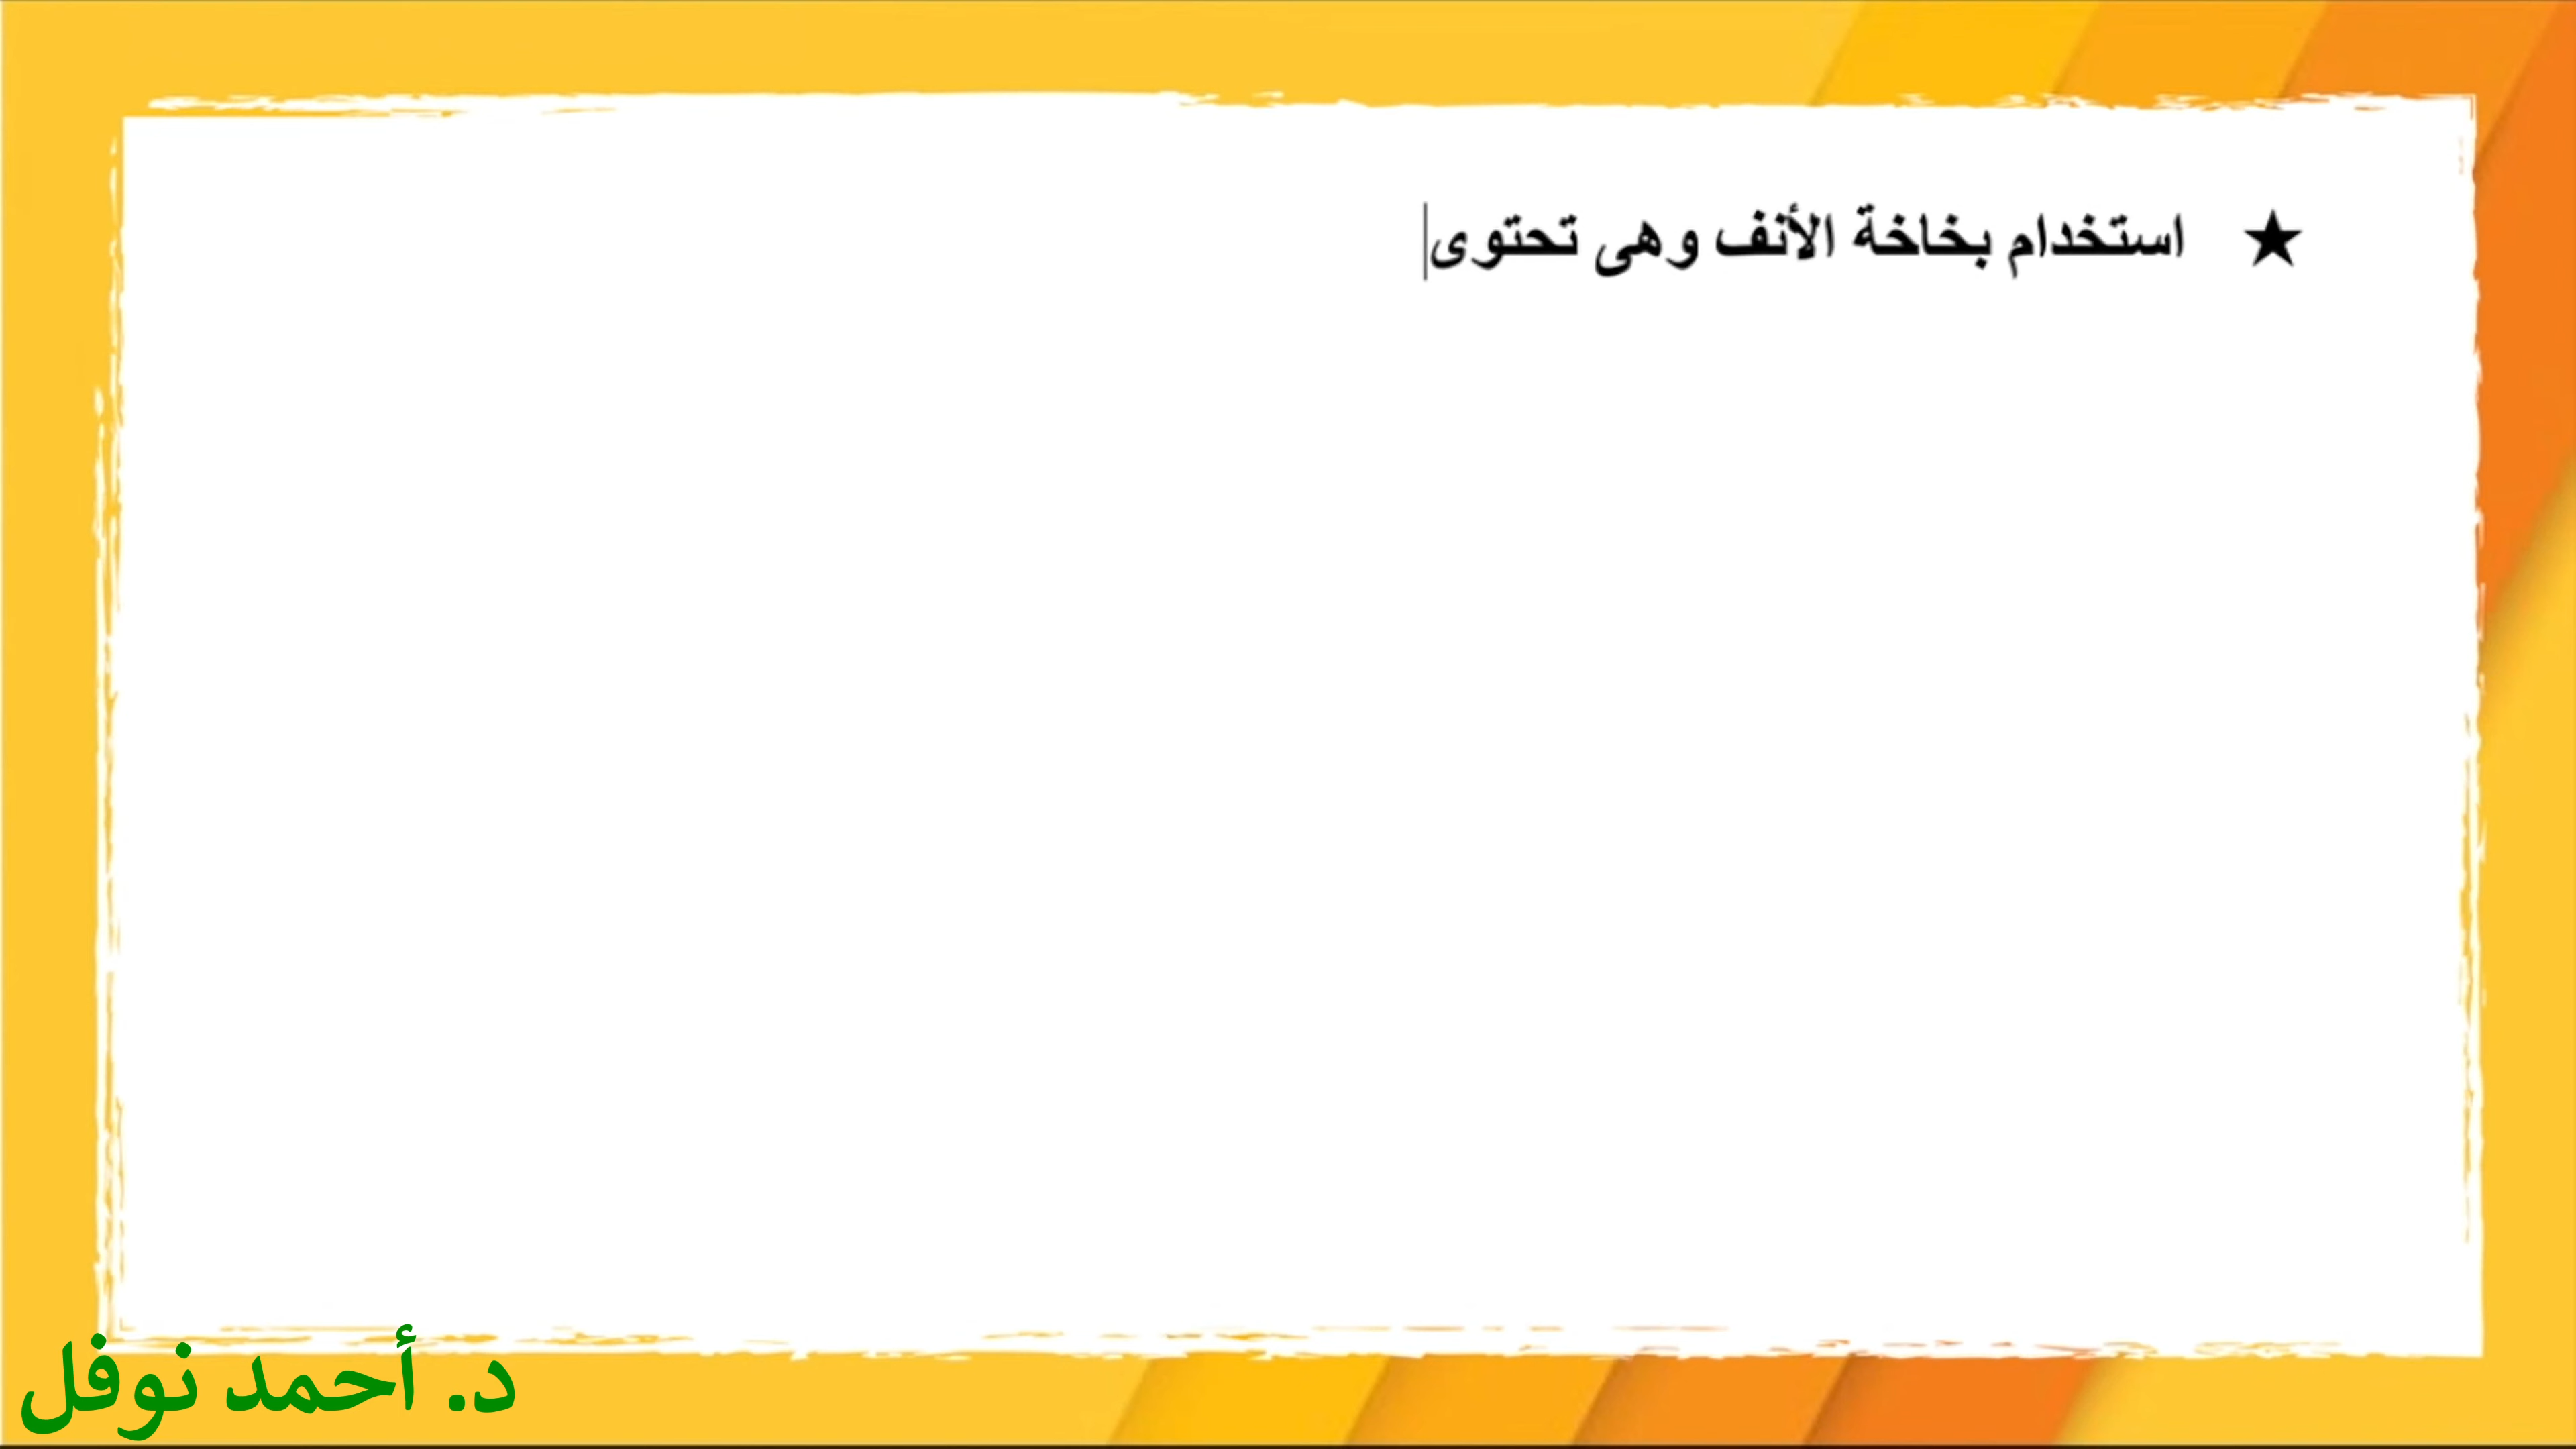 ★ استخدام بخاخة الأنف وهى تحتوى
د. أحمد نوفل